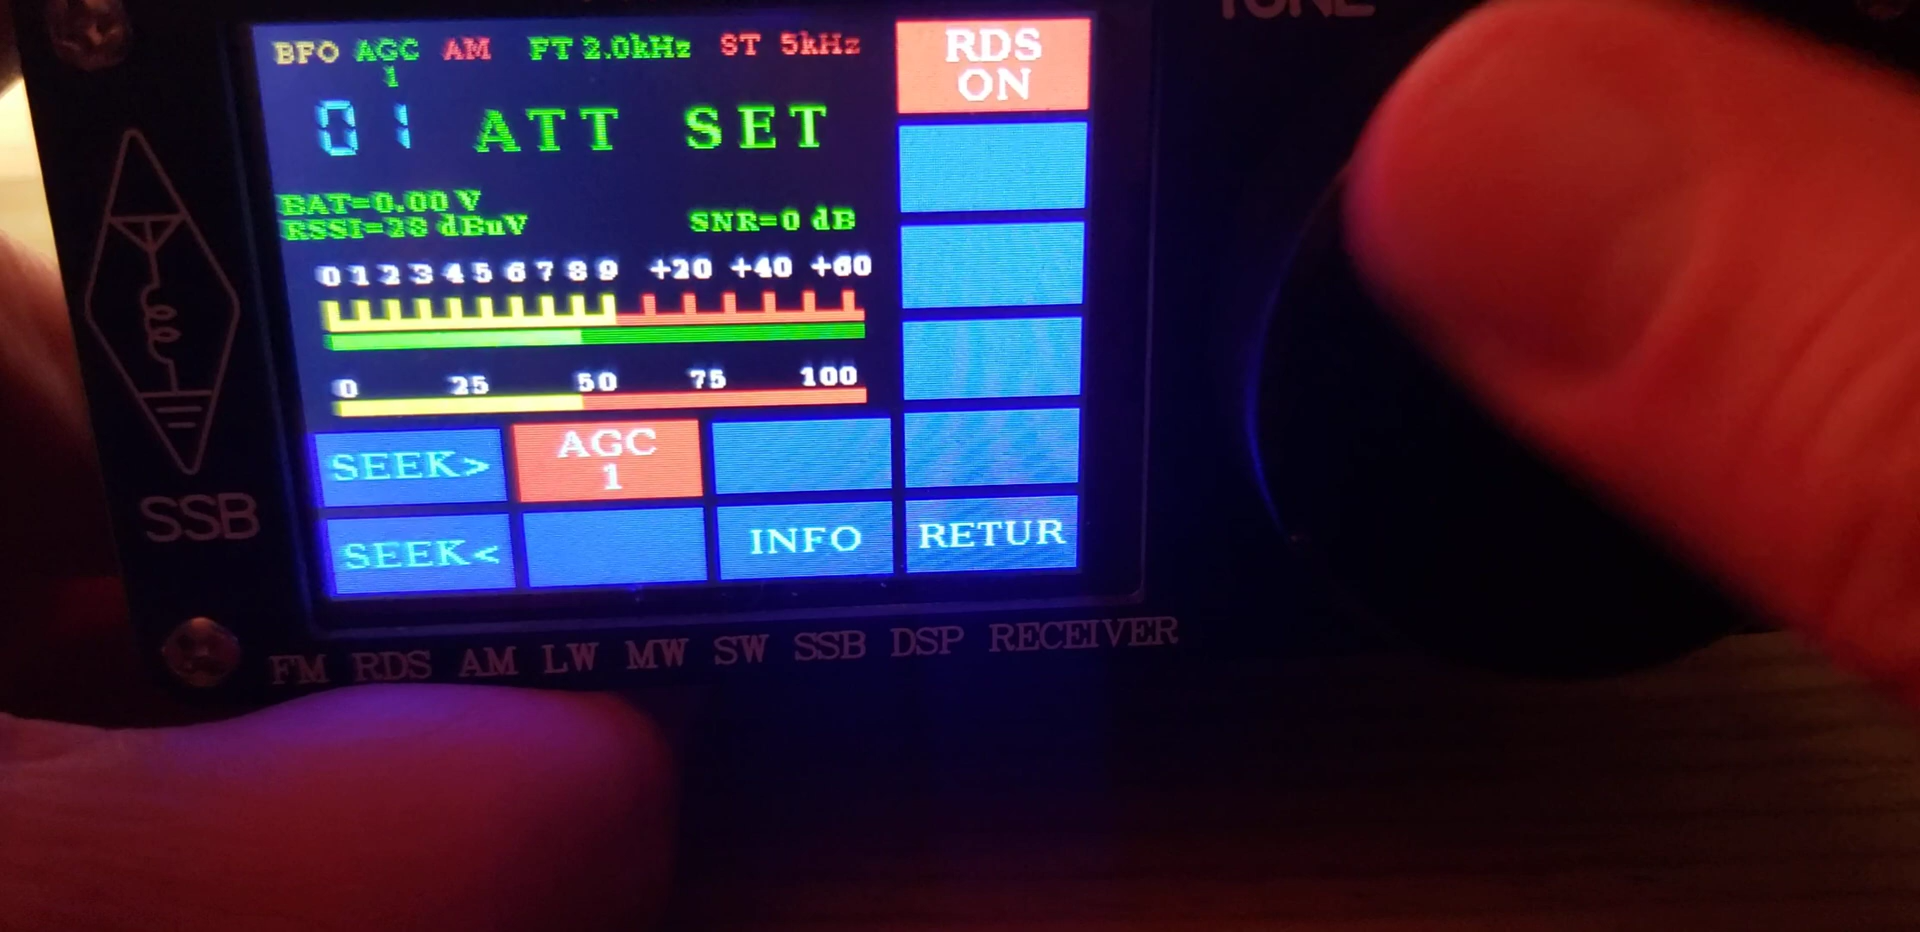 TUNE
BFO AGC AM FT 2.0kHz ST 5kHz
1
01 ATT SET
BAT=0.00 V
RSSI=28 dBuV SNR=0 dB
0 1 2 3 4 5 6 7 8 9 +20 +40 +60
0 25 50 75 100
RDS
ON
SEEK> AGC
1
SEEK< INFO RETUR
SSB
FM RDS AM LW MW SW SSB DSP RECEIVER